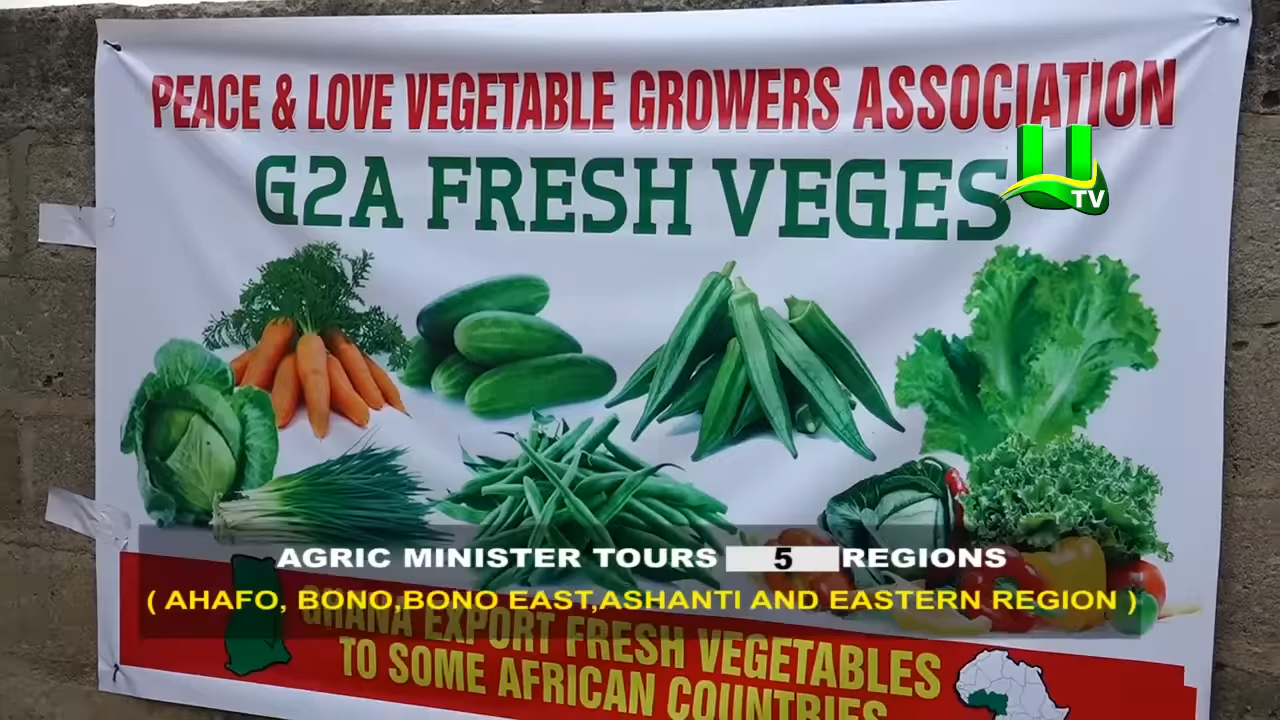 PEACE & LOVE VEGETABLE GROWERS ASSOCIATION
G2A FRESH VEGES
TV
AGRIC MINISTER TOURS 5 REGIONS
( AHAFO, BONO,BONO EAST,ASHANTI AND EASTERN REGION )
GHANA EXPORT FRESH VEGETABLES
TO SOME AFRICAN COUNTRIES